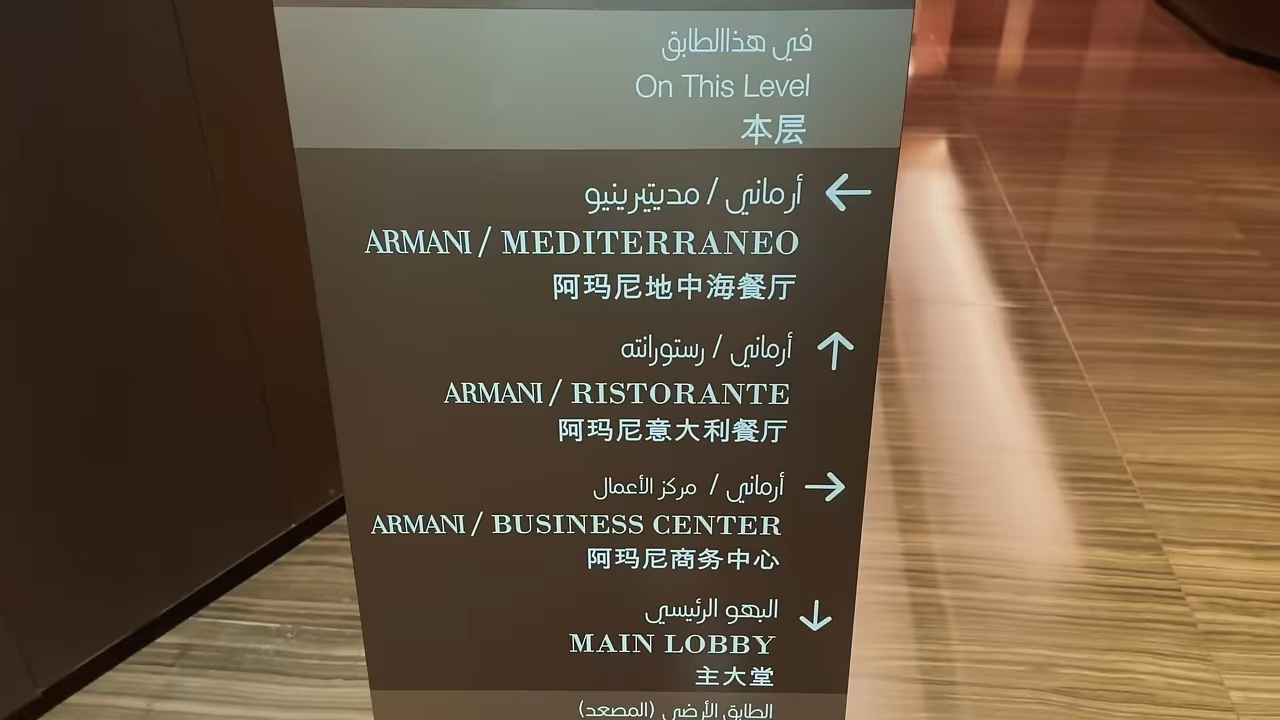 في هذاالطابق
On This Level
本层
أرماني / مديتيرينيو
ARMANI / MEDITERRANEO
阿玛尼地中海餐厅
أرماني / رستورانته
ARMANI / RISTORANTE
阿玛尼意大利餐厅
أرماني / مركز الأعمال
ARMANI / BUSINESS CENTER
阿玛尼商务中心
البهو الرئيسي
MAIN LOBBY
主大堂
الطابق الأرضي (المصعد)